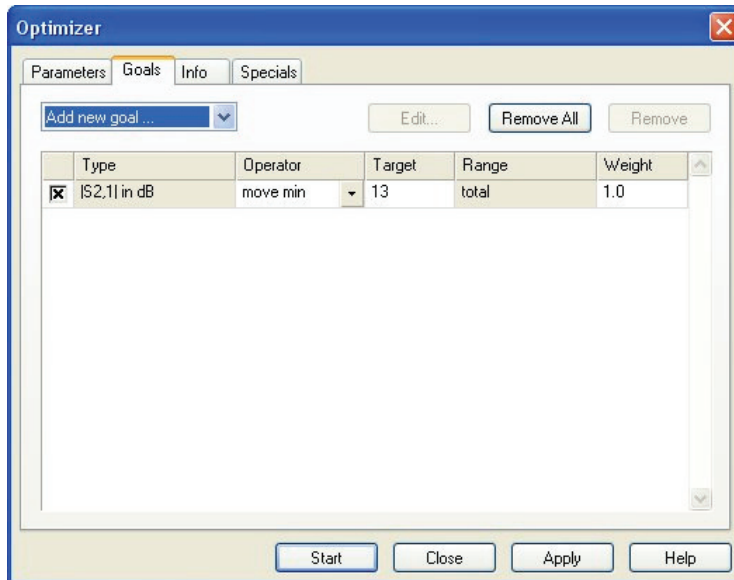 Optimizer
Parameters Goals Info Specials
Add new goal ... Edit... Remove All Remove
Type Operator Target Range Weight
|S2,1| in dB move min 13 total 1.0
Start Close Apply Help